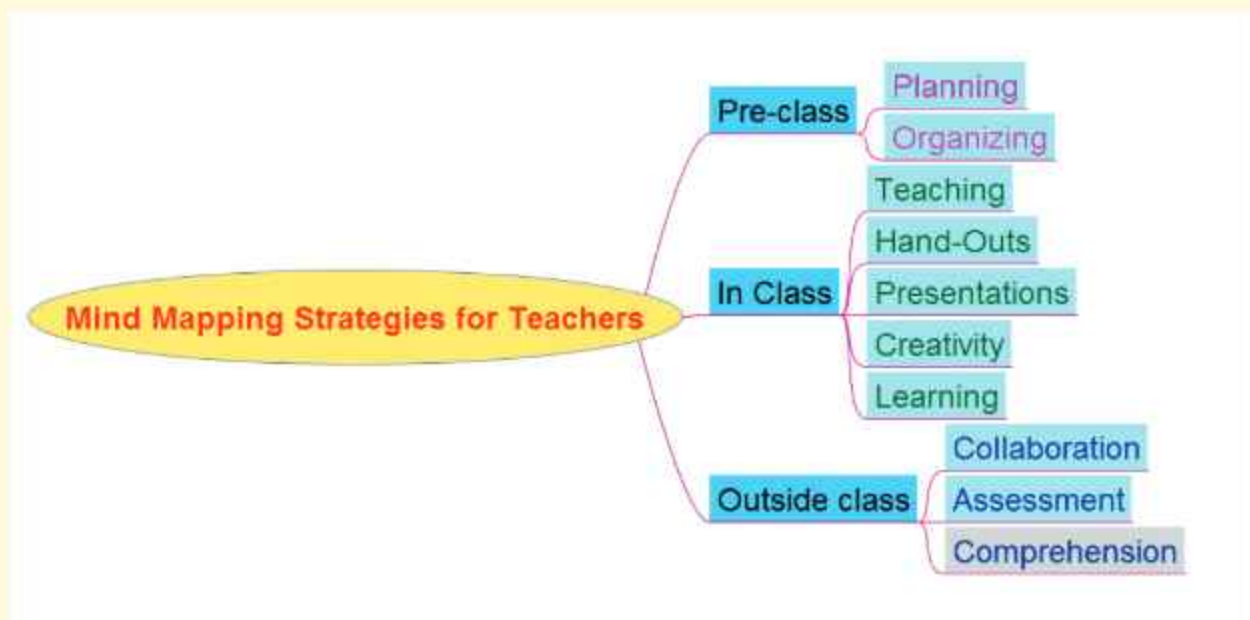 Mind Mapping Strategies for Teachers
Pre-class
Planning
Organizing
In Class
Teaching
Hand-Outs
Presentations
Creativity
Learning
Outside class
Collaboration
Assessment
Comprehension